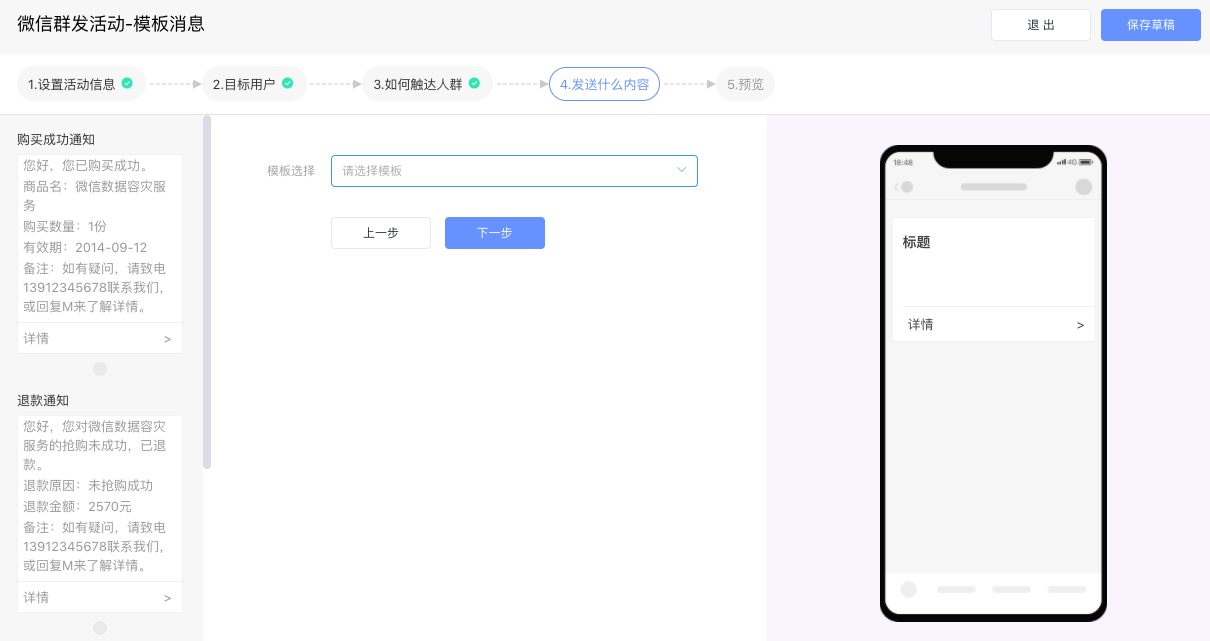 微信群发活动-模板消息
退 出
保存草稿
1.设置活动信息
2.目标用户
3.如何触达人群
4.发送什么内容
5.预览
购买成功通知
您好，您已购买成功。
商品名：微信数据容灾服
务
购买数量：1份
有效期：2014-09-12
备注：如有疑问，请致电
13912345678联系我们，
或回复M来了解详情。
详情 >
退款通知
您好，您对微信数据容灾
服务的抢购未成功，已退
款。
退款原因：未抢购成功
退款金额：2570元
备注：如有疑问，请致电
13912345678联系我们，
或回复M来了解详情。
详情 >
模板选择
请选择模板
上一步
下一步
18:48
4G
标题
详情 >